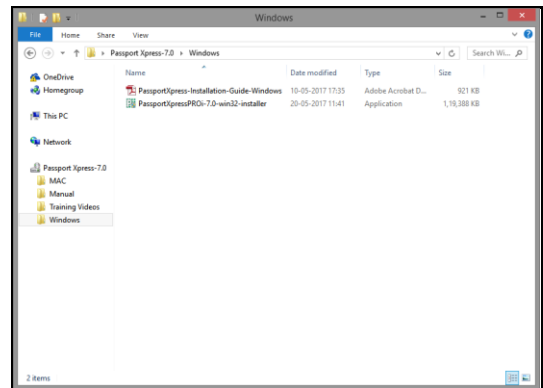 Windows
File Home Share View
Passport Xpress-7.0 Windows Search Wi...
Name Date modified Type Size
OneDrive
Homegroup
This PC
Network
Passport Xpress-7.0
MAC
Manual
Training Videos
Windows
PassportXpress-Installation-Guide-Windows 10-05-2017 17:35 Adobe Acrobat D... 921 KB
PassportXpressPROi-7.0-win32-installer 20-05-2017 11:41 Application 1,19,388 KB
2 items